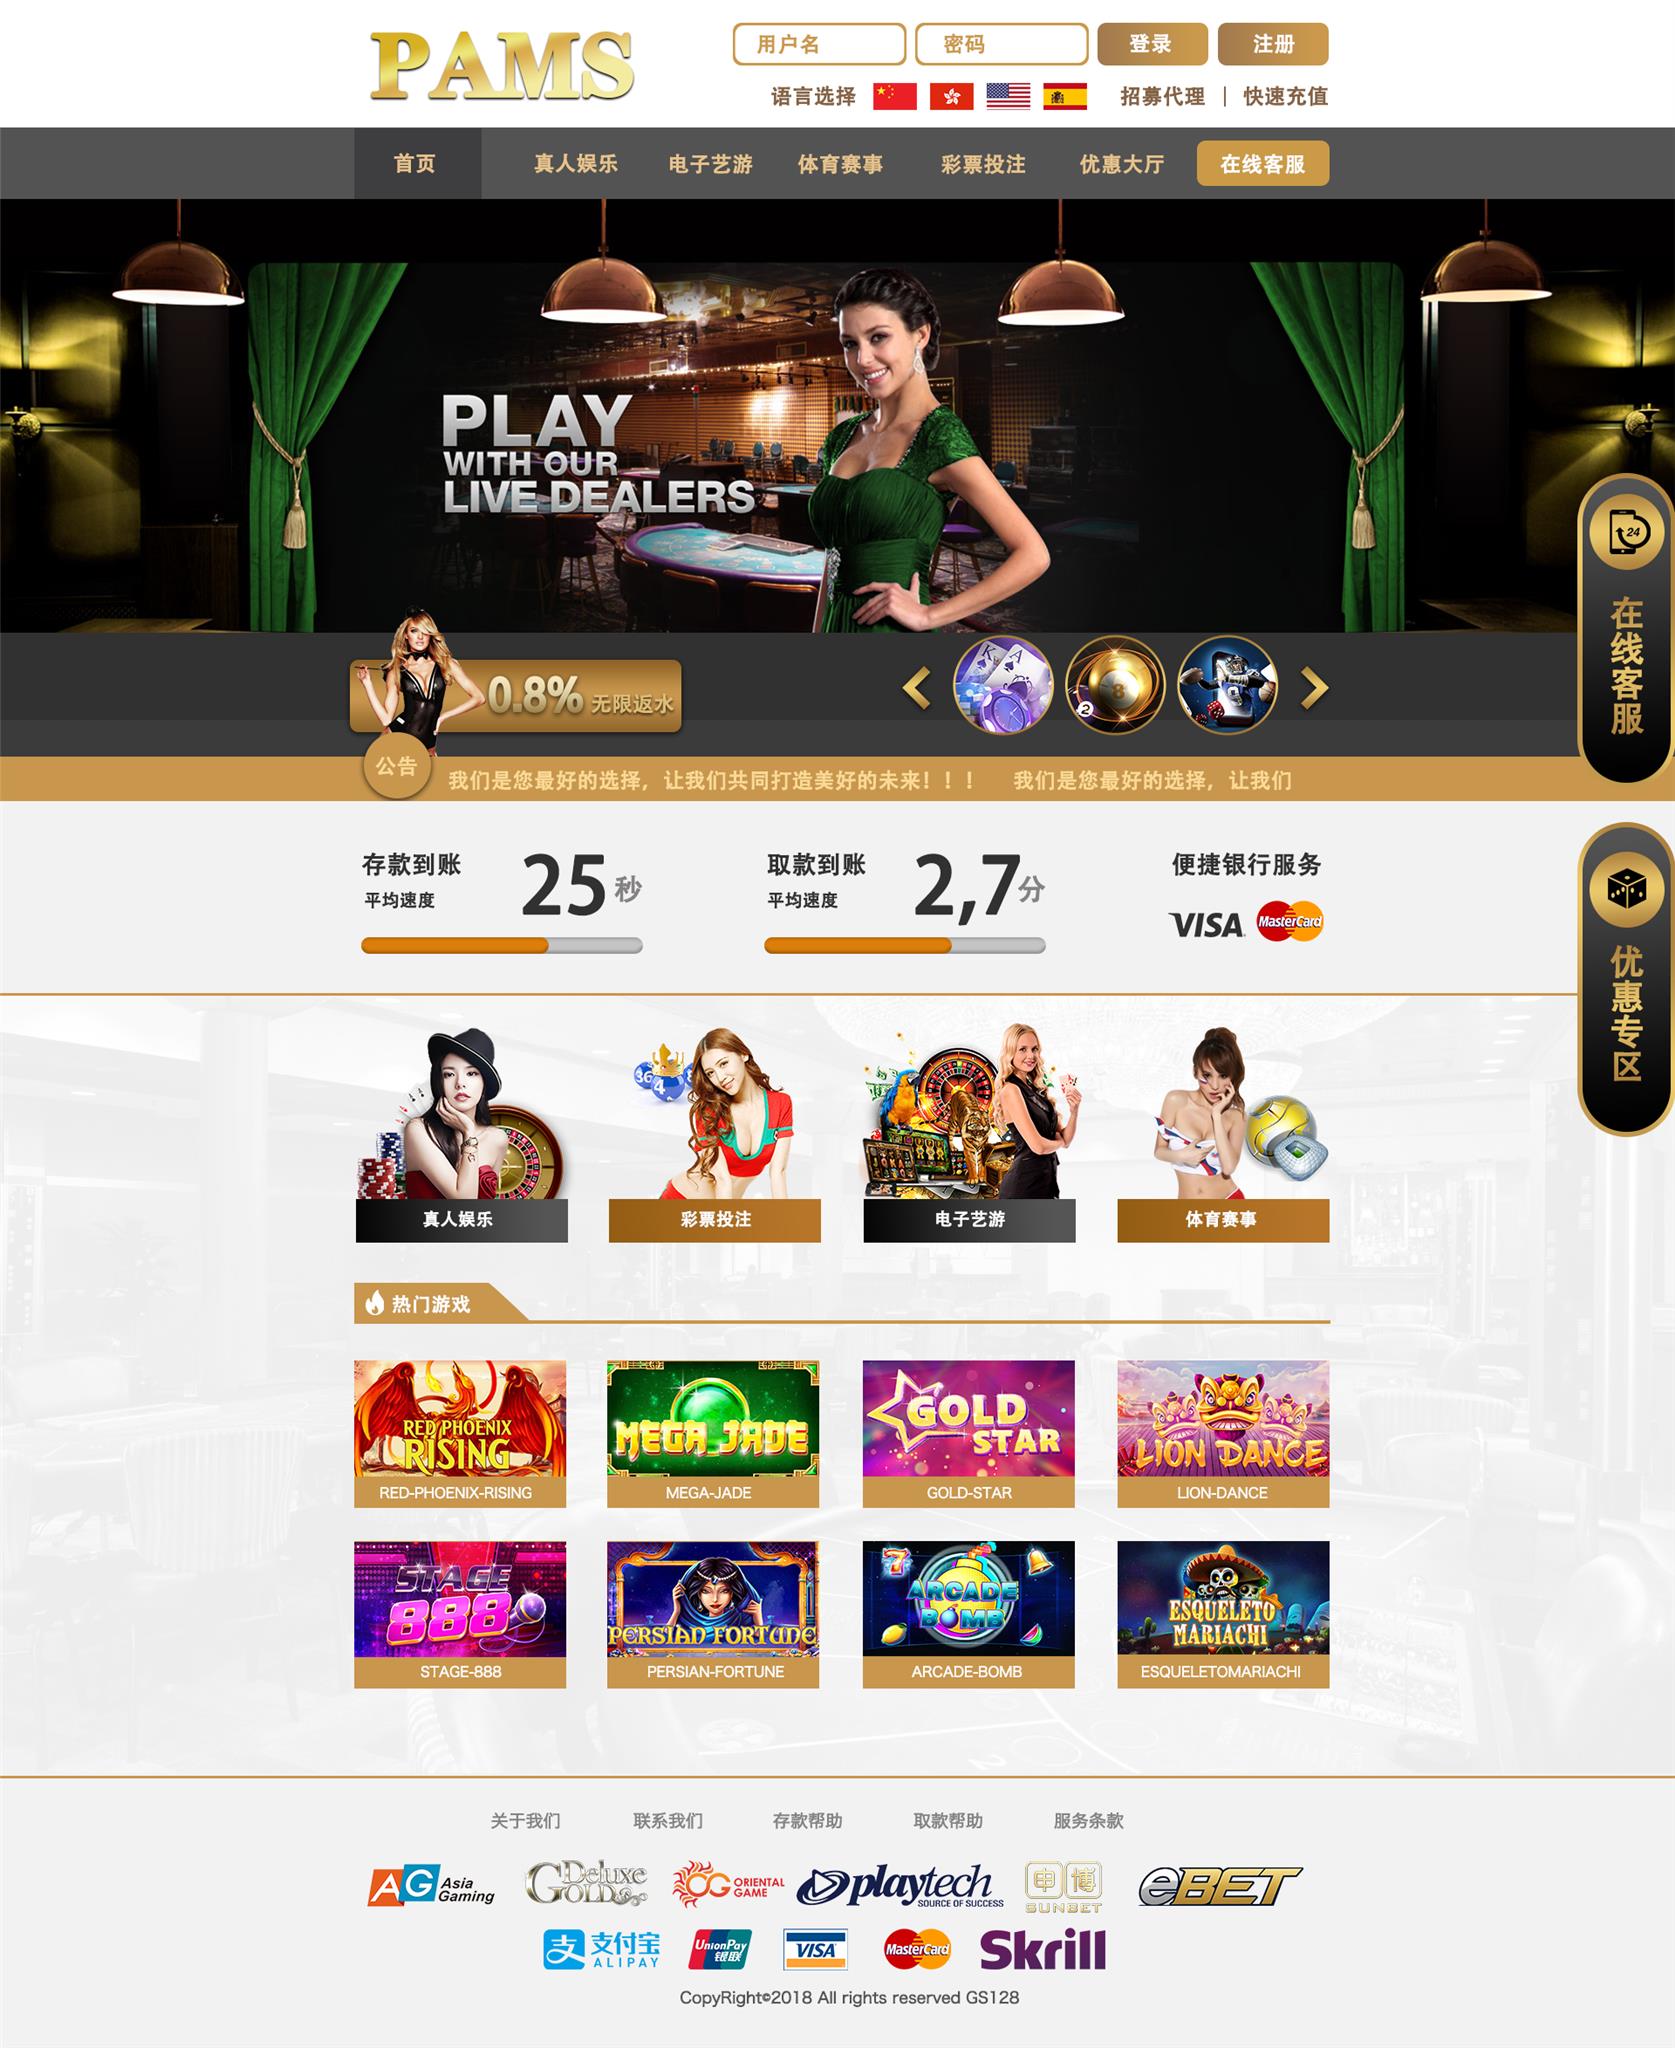 PAMS
用户名
密码
登录
注册
语言选择
招募代理 | 快速充值
首页
真人娱乐
电子艺游
体育赛事
彩票投注
优惠大厅
在线客服
PLAY
WITH OUR
LIVE DEALERS
24
在线客服
0.8% 无限返水
K
A
8
2
公告
我们是您最好的选择，让我们共同打造美好的未来！！！ 我们是您最好的选择，让我们
存款到账
平均速度
25秒
取款到账
平均速度
2,7分
便捷银行服务
VISA
MasterCard
优惠专区
36
4
8
真人娱乐
彩票投注
电子艺游
体育赛事
热门游戏
RED PHOENIX
RISING
RED-PHOENIX-RISING
MEGA JADE
MEGA-JADE
GOLD
STAR
GOLD-STAR
LION DANCE
LION-DANCE
STAGE
888
STAGE-888
PERSIAN FORTUNE
PERSIAN-FORTUNE
7
ARCADE
BOMB
ARCADE-BOMB
ESQUELETO
MARIACHI
ESQUELETOMARIACHI
关于我们
联系我们
存款帮助
取款帮助
服务条款
AG Asia
Gaming
Deluxe
GOLD
OG ORIENTAL
GAME
playtech
SOURCE OF SUCCESS
申博
SUNBET
eBET
支 支付宝
ALIPAY
UnionPay
银联
VISA
MasterCard
Skrill
CopyRight©2018 All rights reserved GS128